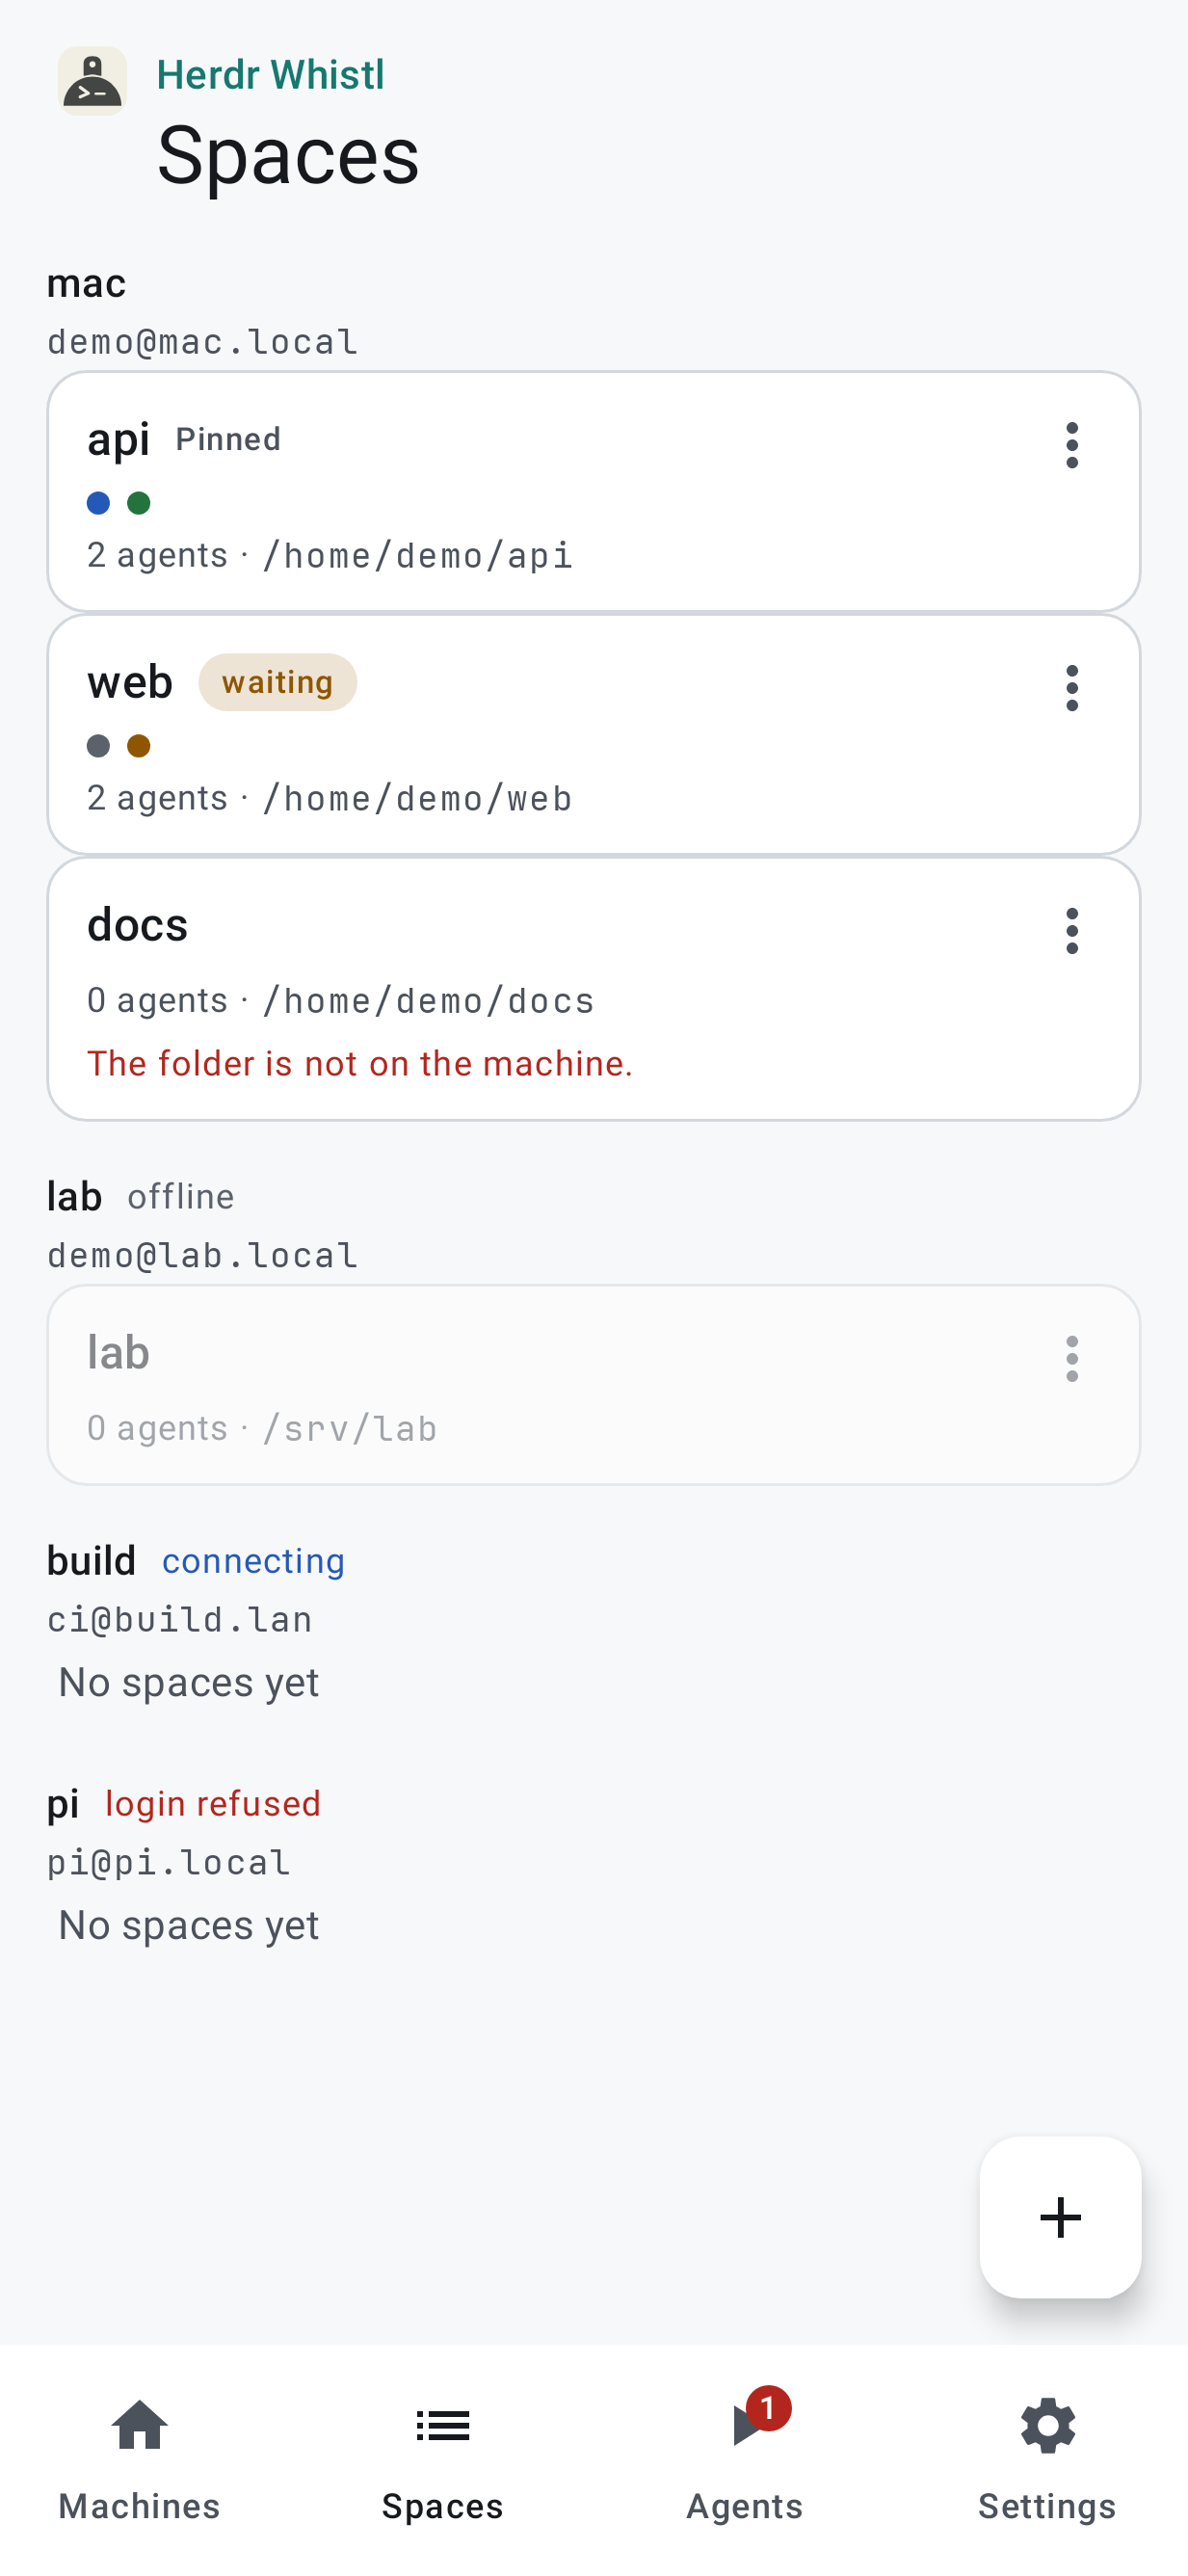 Herdr Whistl
Spaces
mac
demo@mac.local
api Pinned
2 agents · /home/demo/api
web waiting
2 agents · /home/demo/web
docs
0 agents · /home/demo/docs
The folder is not on the machine.
lab offline
demo@lab.local
lab
0 agents · /srv/lab
build connecting
ci@build.lan
No spaces yet
pi login refused
pi@pi.local
No spaces yet
1
Machines Spaces Agents Settings